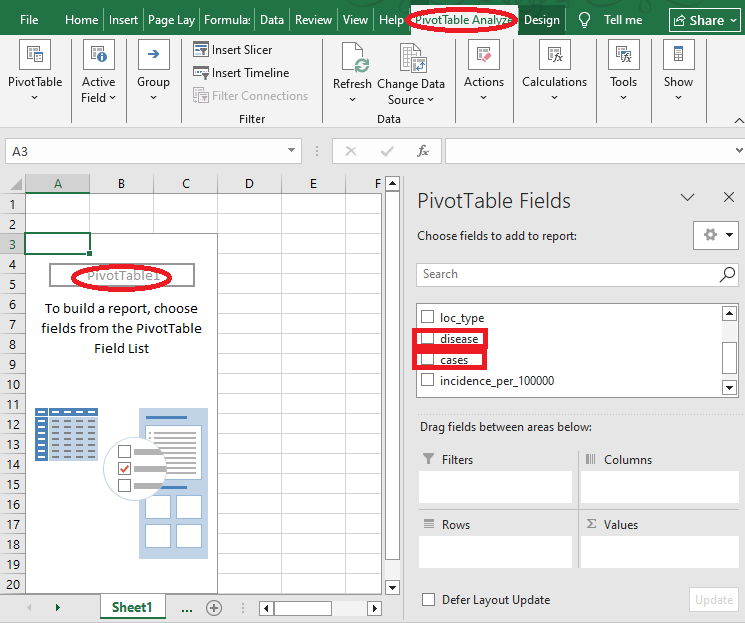 File Home Insert Page Lay Formulas Data Review View Help PivotTable Analyze Design Tell me Share
PivotTable
Active
Field
Group
Insert Slicer
Insert Timeline
Filter Connections
Filter
Refresh
Change Data
Source
Data
Actions
Calculations
Tools
Show
A3
fx
A B C D E F
1
2
3
4
5
6
7
8
9
10
11
12
13
14
15
16
17
18
19
20
PivotTable1
To build a report, choose
fields from the PivotTable
Field List
Sheet1 ...
PivotTable Fields
Choose fields to add to report:
Search
loc_type
disease
cases
incidence_per_100000
Drag fields between areas below:
Filters
Columns
Rows
Σ Values
Defer Layout Update
Update